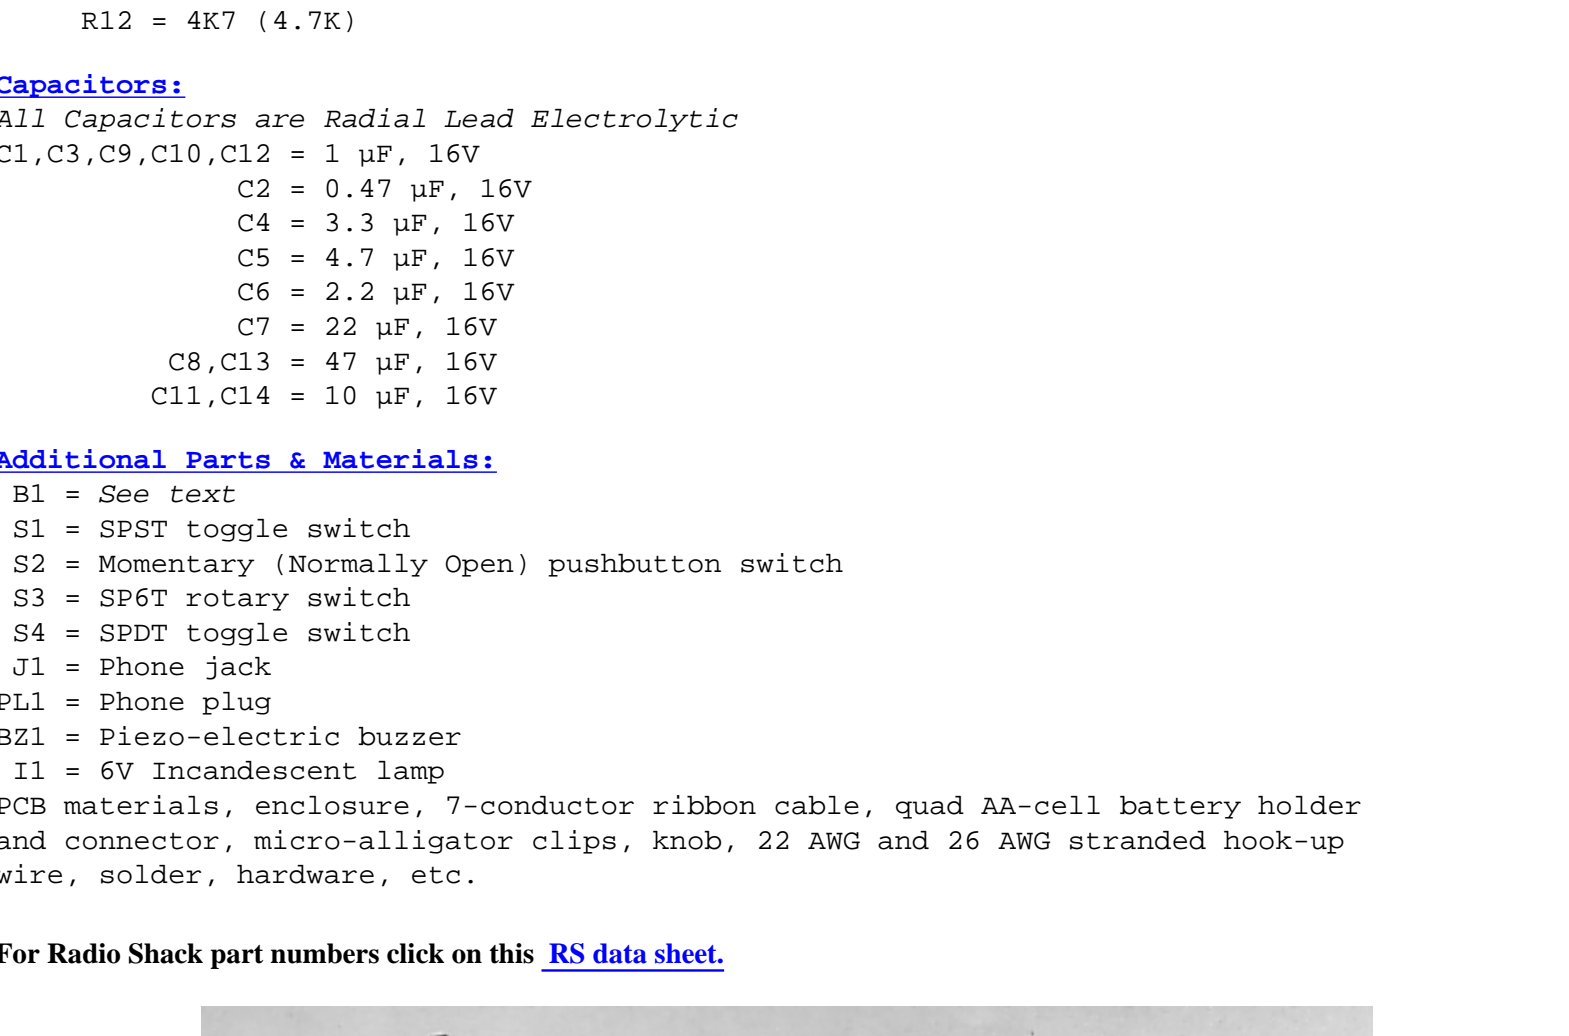 R12 = 4K7 (4.7K)
Capacitors:
All Capacitors are Radial Lead Electrolytic
C1,C3,C9,C10,C12 = 1 µF, 16V
C2 = 0.47 µF, 16V
C4 = 3.3 µF, 16V
C5 = 4.7 µF, 16V
C6 = 2.2 µF, 16V
C7 = 22 µF, 16V
C8,C13 = 47 µF, 16V
C11,C14 = 10 µF, 16V
Additional Parts & Materials:
B1 = See text
S1 = SPST toggle switch
S2 = Momentary (Normally Open) pushbutton switch
S3 = SP6T rotary switch
S4 = SPDT toggle switch
J1 = Phone jack
PL1 = Phone plug
BZ1 = Piezo-electric buzzer
I1 = 6V Incandescent lamp
PCB materials, enclosure, 7-conductor ribbon cable, quad AA-cell battery holder
and connector, micro-alligator clips, knob, 22 AWG and 26 AWG stranded hook-up
wire, solder, hardware, etc.
For Radio Shack part numbers click on this RS data sheet.